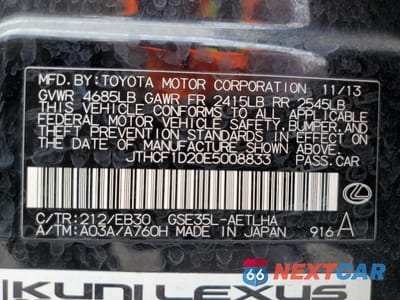 MFD. BY: TOYOTA MOTOR CORPORATION 11/13
GVWR 4685LB GAWR FR 2415LB RR 2545LB
THIS VEHICLE CONFORMS TO ALL APPLICABLE
FEDERAL MOTOR VEHICLE SAFETY, BUMPER, AND
THEFT PREVENTION STANDARDS IN EFFECT ON
THE DATE OF MANUFACTURE SHOWN ABOVE.
JTHCF1D20E5008833 PASS. CAR
C/TR: 212/EB30 GSE35L-AETLHA
A/TM: A03A/A760H MADE IN JAPAN 916 A
KUNI LEXUS
66 NEXTCAR